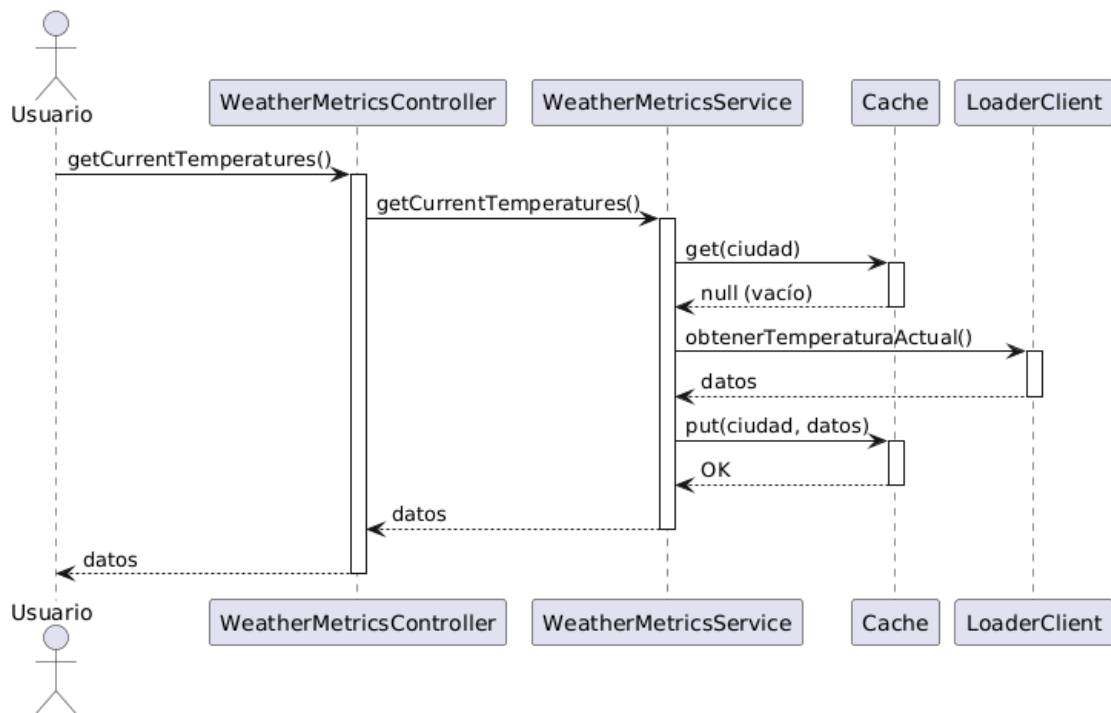 Usuario
WeatherMetricsController
WeatherMetricsService
Cache
LoaderClient
getCurrentTemperatures()
getCurrentTemperatures()
get(ciudad)
null (vacío)
obtenerTemperaturaActual()
datos
put(ciudad, datos)
OK
datos
datos
Usuario
WeatherMetricsController
WeatherMetricsService
Cache
LoaderClient